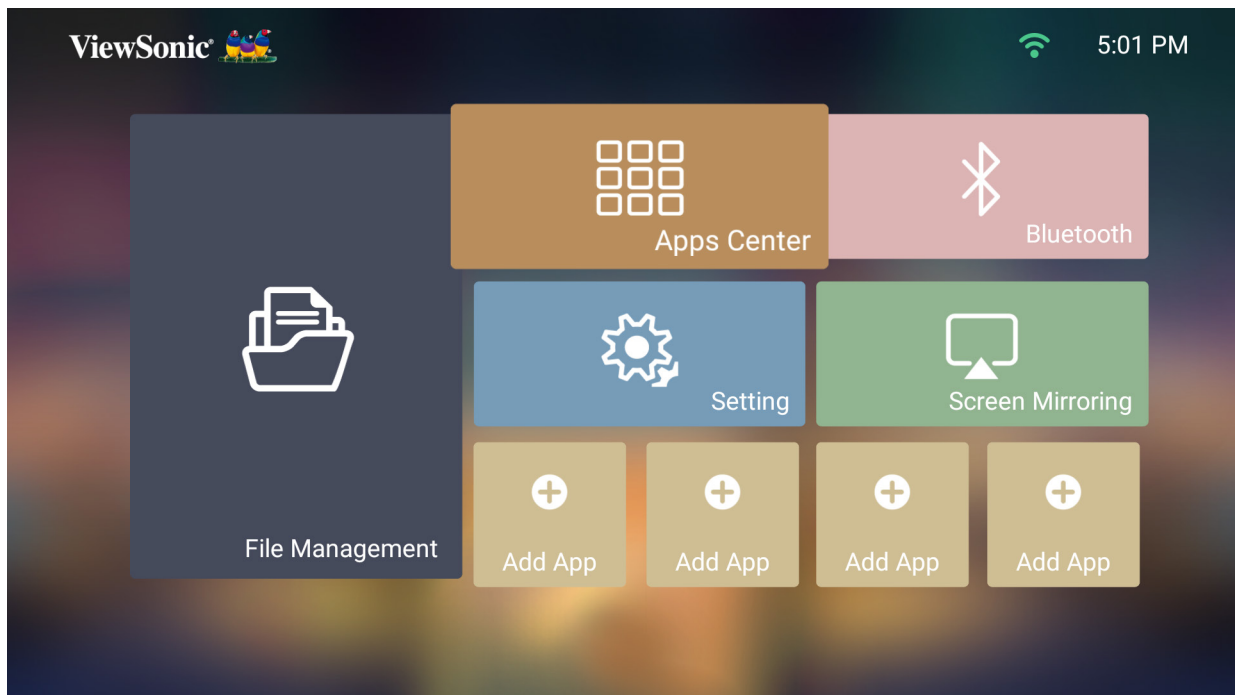 ViewSonic®
5:01 PM
Apps Center
Bluetooth
Setting
Screen Mirroring
File Management
Add App
Add App
Add App
Add App